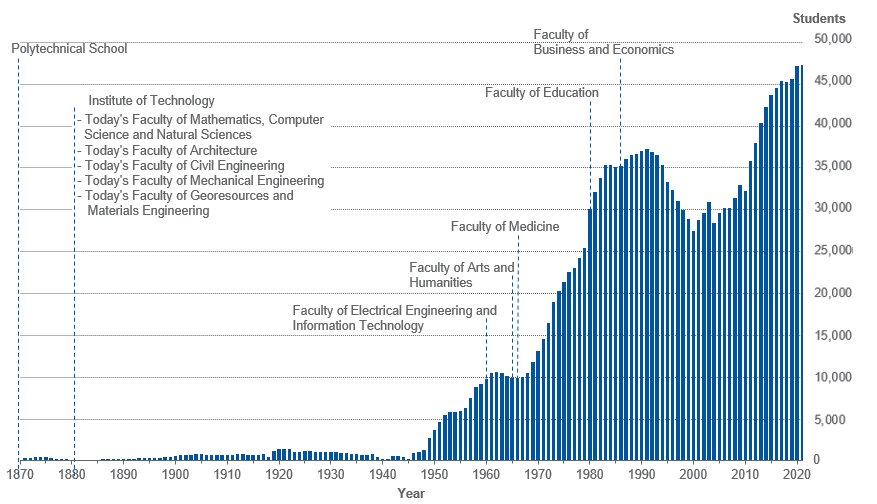 Students
Faculty of
Business and Economics
Polytechnical School
50,000
45,000
Faculty of Education
Institute of Technology
- Today's Faculty of Mathematics, Computer
Science and Natural Sciences
- Today's Faculty of Architecture
- Today's Faculty of Civil Engineering
- Today's Faculty of Mechanical Engineering
- Today's Faculty of Georesources and
Materials Engineering
40,000
35,000
30,000
Faculty of Medicine
25,000
Faculty of Arts and
Humanities
20,000
Faculty of Electrical Engineering and
Information Technology
15,000
10,000
5,000
0
1870 1880 1890 1900 1910 1920 1930 1940 1950 1960 1970 1980 1990 2000 2010 2020
Year